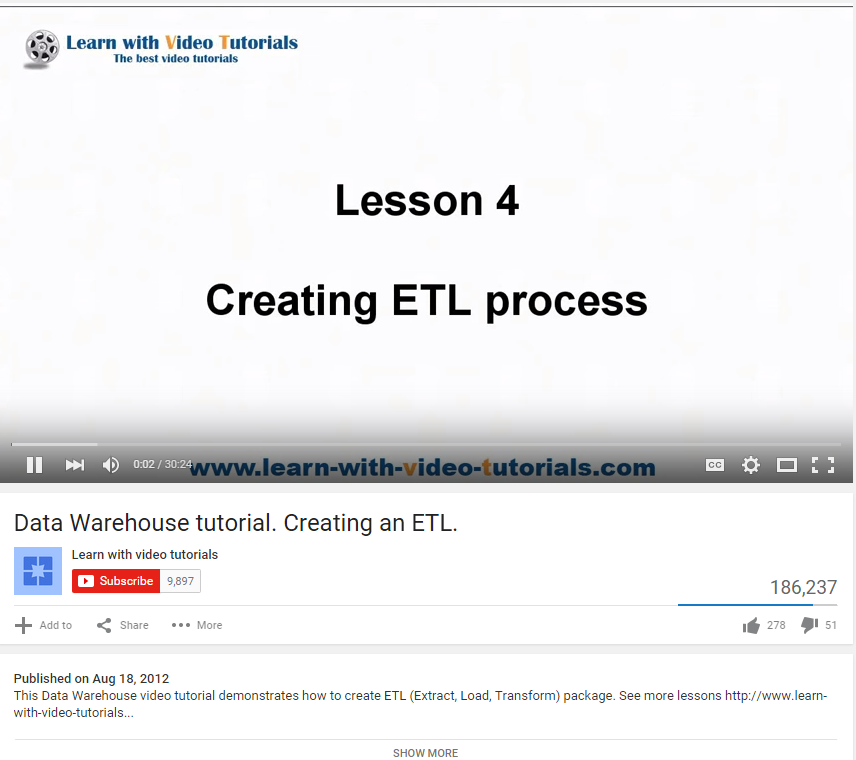 Learn with Video Tutorials
The best video tutorials
Lesson 4
Creating ETL process
0:02 / 30:24
www.learn-with-video-tutorials.com
CC
Data Warehouse tutorial. Creating an ETL.
Learn with video tutorials
Subscribe 9,897
186,237
Add to Share More 278 51
Published on Aug 18, 2012
This Data Warehouse video tutorial demonstrates how to create ETL (Extract, Load, Transform) package. See more lessons http://www.learn-
with-video-tutorials...
SHOW MORE